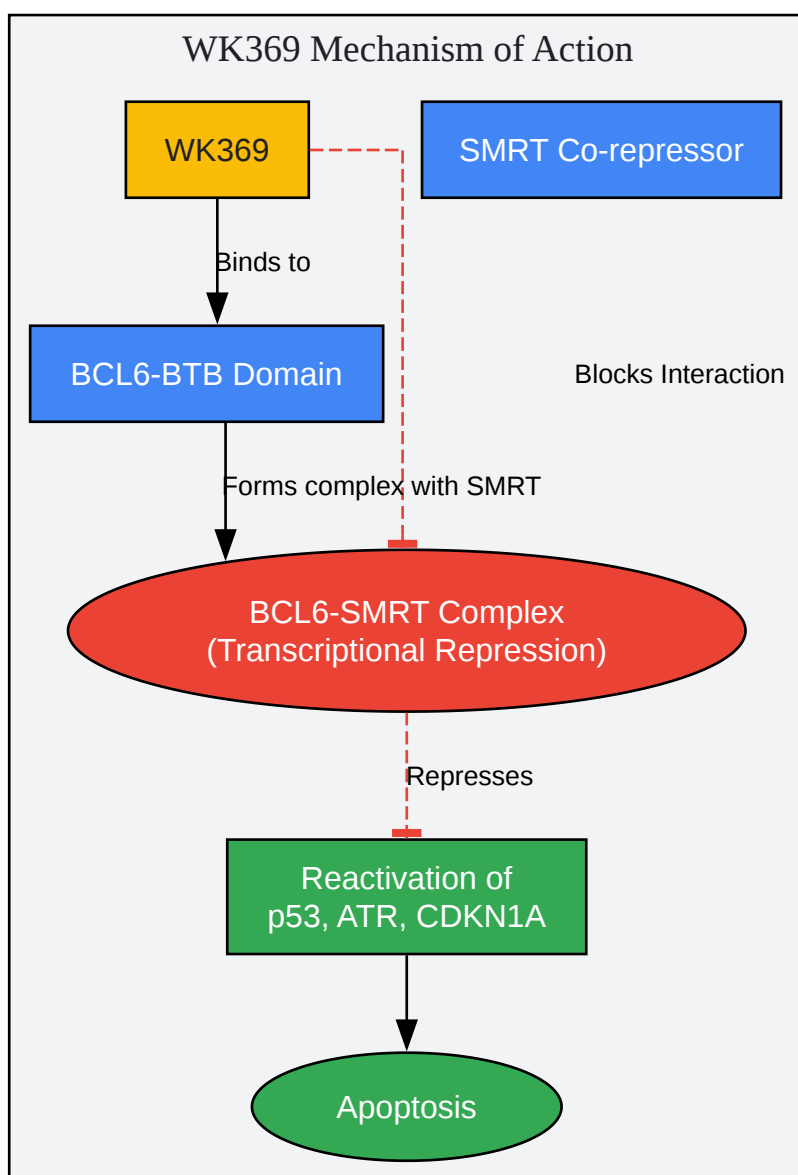 WK369 Mechanism of Action
WK369
SMRT Co-repressor
Binds to
BCL6-BTB Domain
Blocks Interaction
Forms complex with SMRT
BCL6-SMRT Complex
(Transcriptional Repression)
Represses
Reactivation of
p53, ATR, CDKN1A
Apoptosis